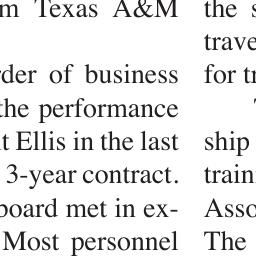 m Texas A&M
rder of business
the performance
t Ellis in the last
3-year contract.
board met in ex-
Most personnel
the s
trave
for tr
T
ship
train
Asso
The